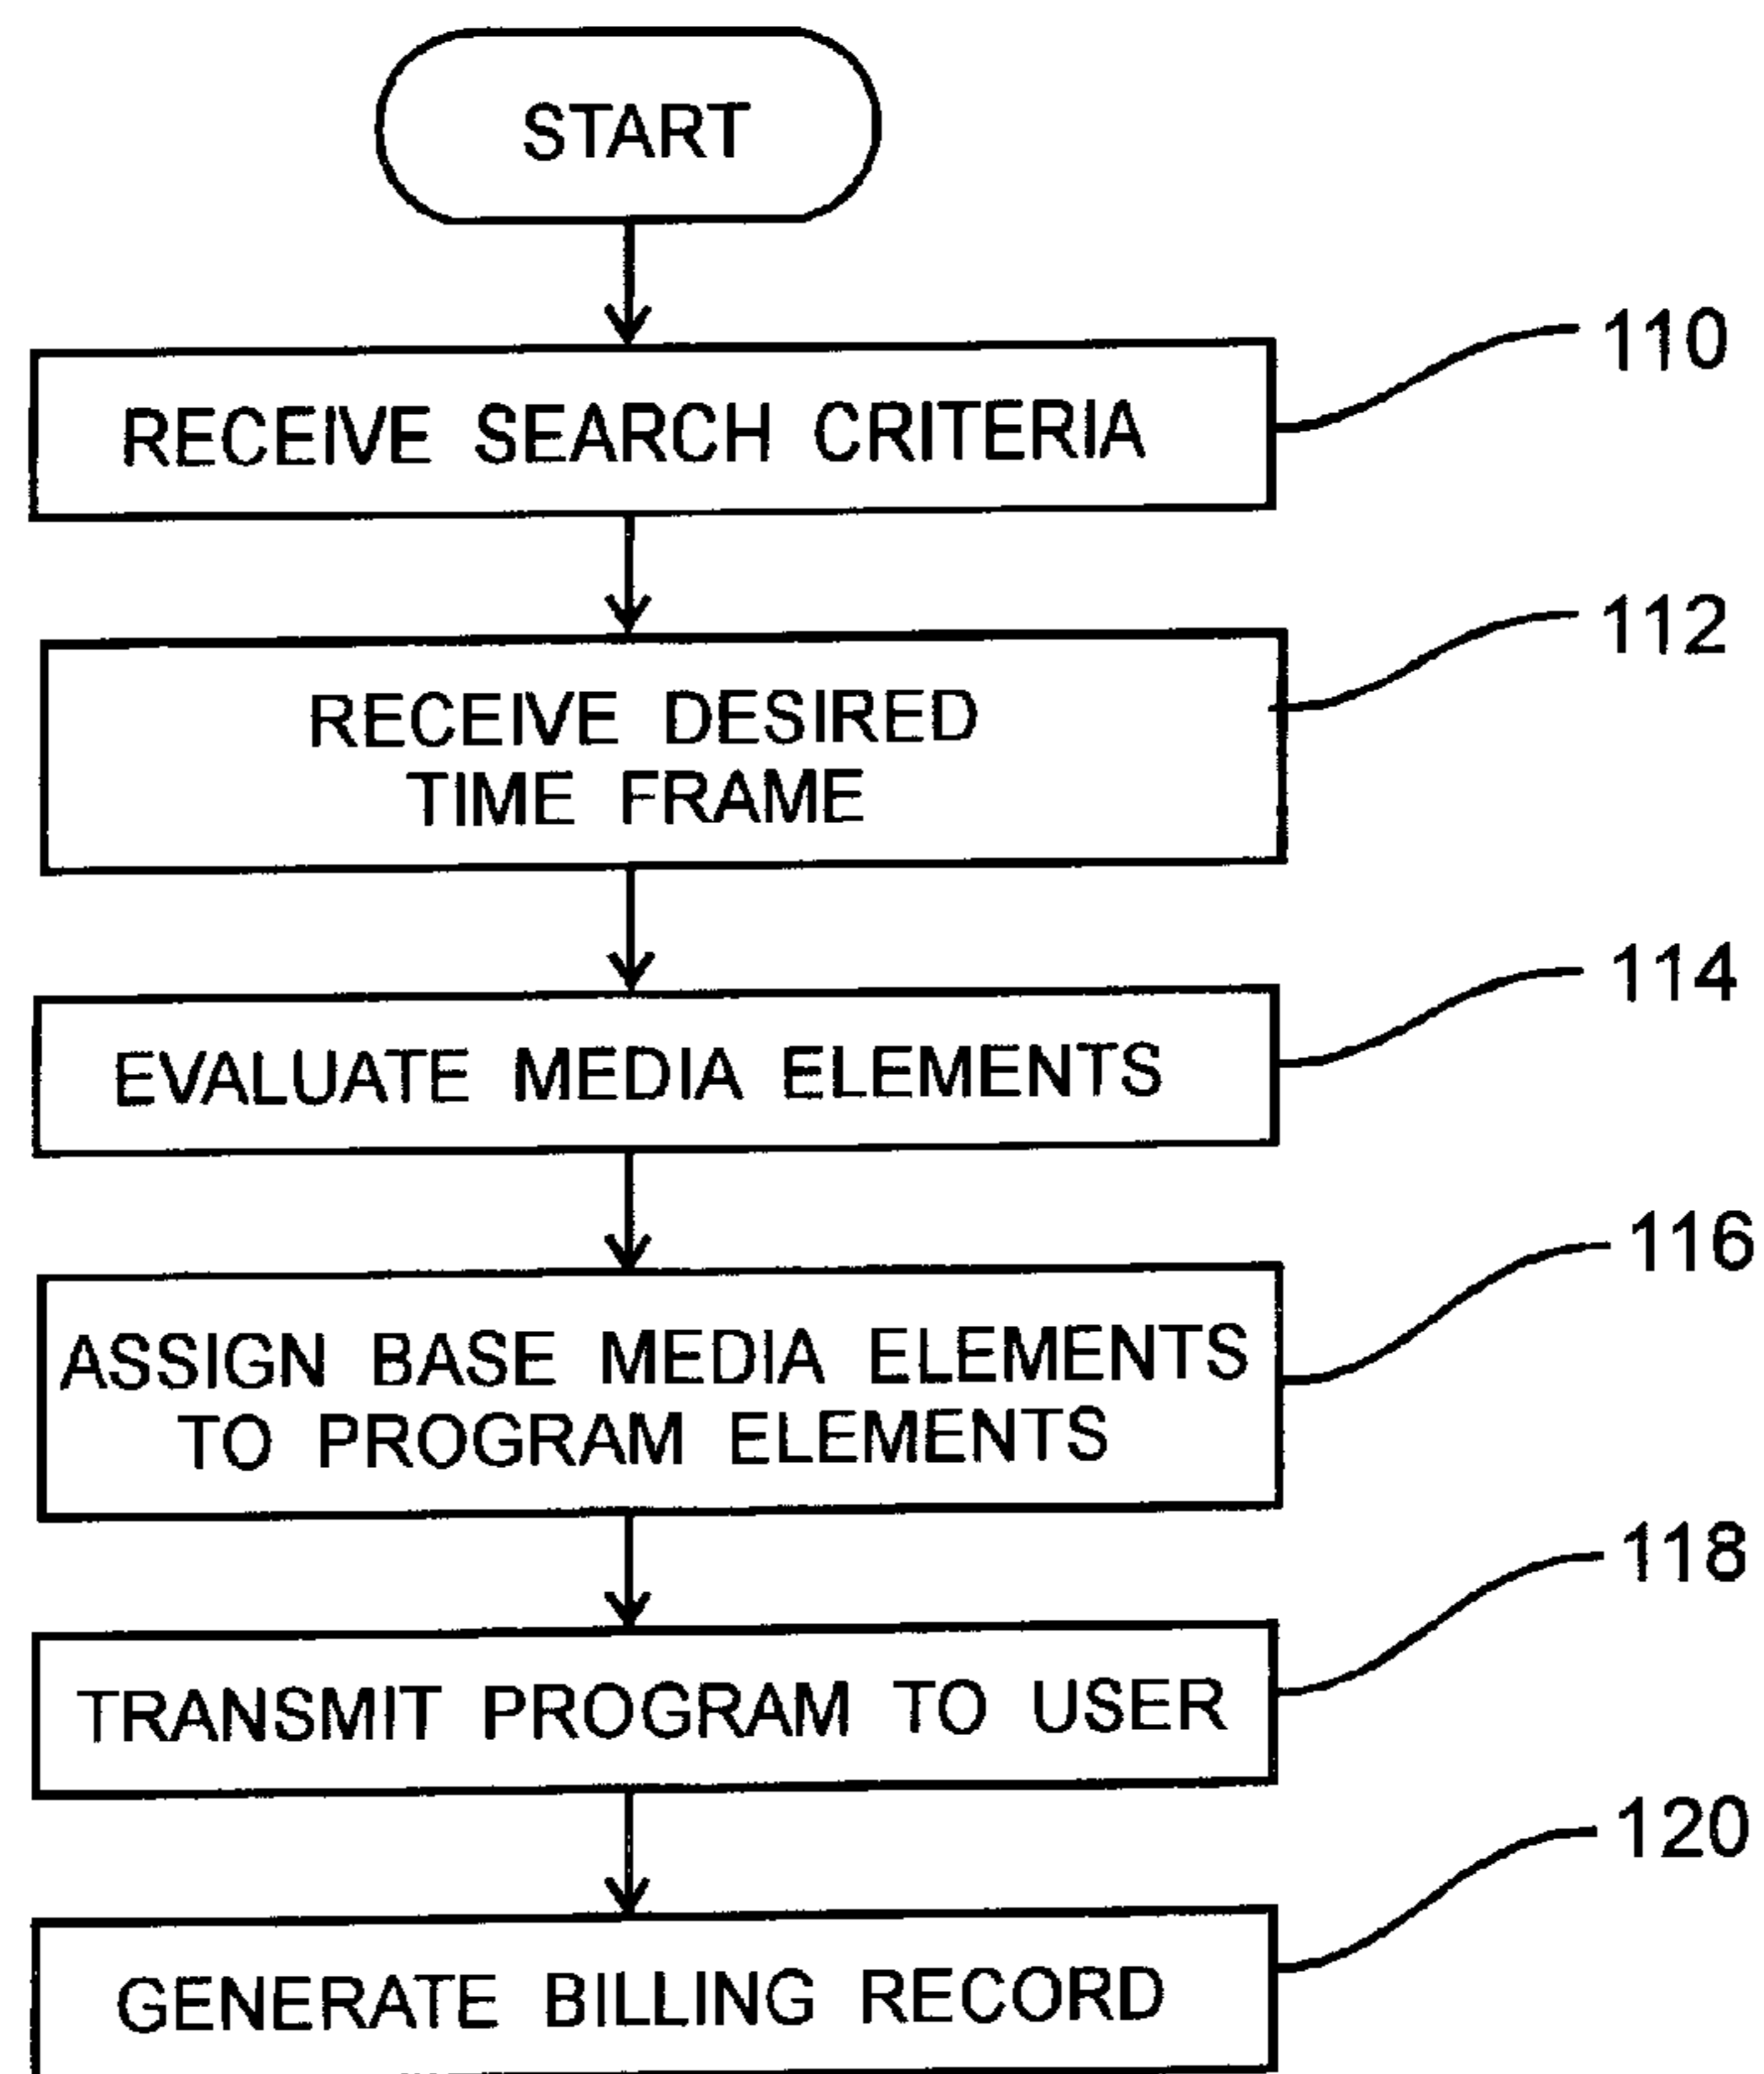 START
110
RECEIVE SEARCH CRITERIA
112
RECEIVE DESIRED
TIME FRAME
114
EVALUATE MEDIA ELEMENTS
116
ASSIGN BASE MEDIA ELEMENTS
TO PROGRAM ELEMENTS
118
TRANSMIT PROGRAM TO USER
120
GENERATE BILLING RECORD